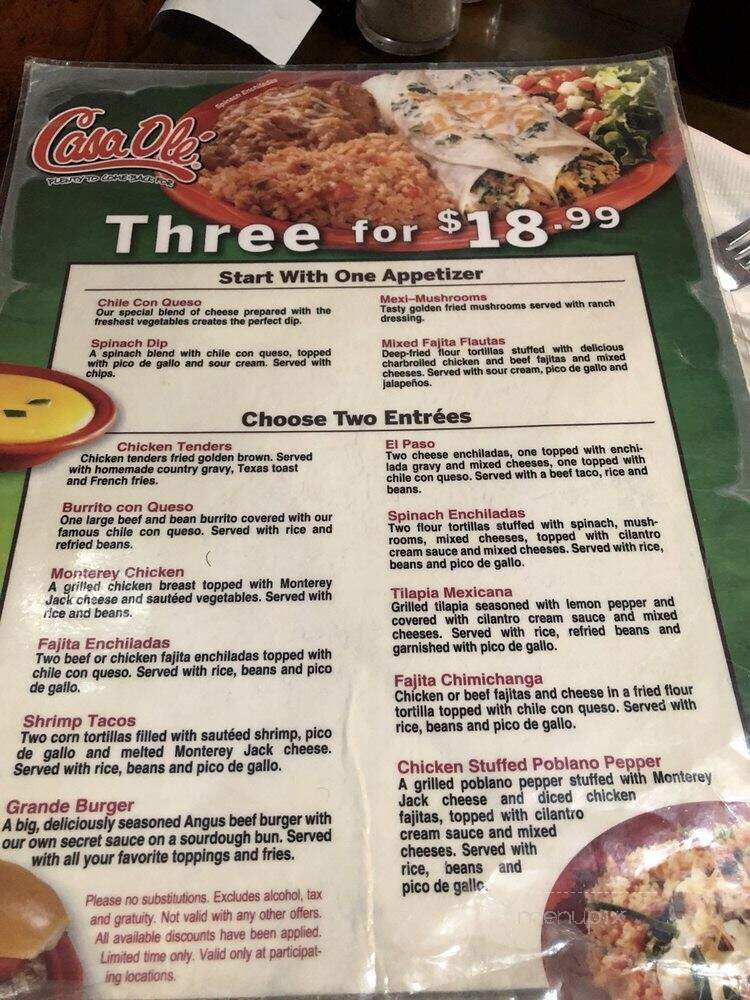 Spinach Enchiladas
Casa Olé
PLENTY TO COME BACK FOR
Three for $18.99
Start With One Appetizer
Chile Con Queso
Our special blend of cheese prepared with the
freshest vegetables creates the perfect dip.
Spinach Dip
A spinach blend with chile con queso, topped
with pico de gallo and sour cream. Served with
chips.
Mexi–Mushrooms
Tasty golden fried mushrooms served with ranch
dressing.
Mixed Fajita Flautas
Deep-fried flour tortillas stuffed with delicious
charbroiled chicken and beef fajitas and mixed
cheeses. Served with sour cream, pico de gallo and
jalapeños.
Choose Two Entrées
Chicken Tenders
Chicken tenders fried golden brown. Served
with homemade country gravy, Texas toast
and French fries.
Burrito con Queso
One large beef and bean burrito covered with our
famous chile con queso. Served with rice and
refried beans.
Monterey Chicken
A grilled chicken breast topped with Monterey
Jack cheese and sautéed vegetables. Served with
rice and beans.
Fajita Enchiladas
Two beef or chicken fajita enchiladas topped with
chile con queso. Served with rice, beans and pico
de gallo.
Shrimp Tacos
Two corn tortillas filled with sautéed shrimp, pico
de gallo and melted Monterey Jack cheese.
Served with rice, beans and pico de gallo.
Grande Burger
A big, deliciously seasoned Angus beef burger with
our own secret sauce on a sourdough bun. Served
with all your favorite toppings and fries.
El Paso
Two cheese enchiladas, one topped with enchi-
lada gravy and mixed cheeses, one topped with
chile con queso. Served with a beef taco, rice and
beans.
Spinach Enchiladas
Two flour tortillas stuffed with spinach, mush-
rooms, mixed cheeses, topped with cilantro
cream sauce and mixed cheeses. Served with rice,
beans and pico de gallo.
Tilapia Mexicana
Grilled tilapia seasoned with lemon pepper and
covered with cilantro cream sauce and mixed
cheeses. Served with rice, refried beans and
garnished with pico de gallo.
Fajita Chimichanga
Chicken or beef fajitas and cheese in a fried flour
tortilla topped with chile con queso. Served with
rice, beans and pico de gallo.
Chicken Stuffed Poblano Pepper
A grilled poblano pepper stuffed with Monterey
Jack cheese and diced chicken
fajitas, topped with cilantro
cream sauce and mixed
cheeses. Served with
rice, beans and
pico de gallo.
Please no substitutions. Excludes alcohol, tax
and gratuity. Not valid with any other offers.
All available discounts have been applied.
Limited time only. Valid only at participat-
ing locations.
menupix